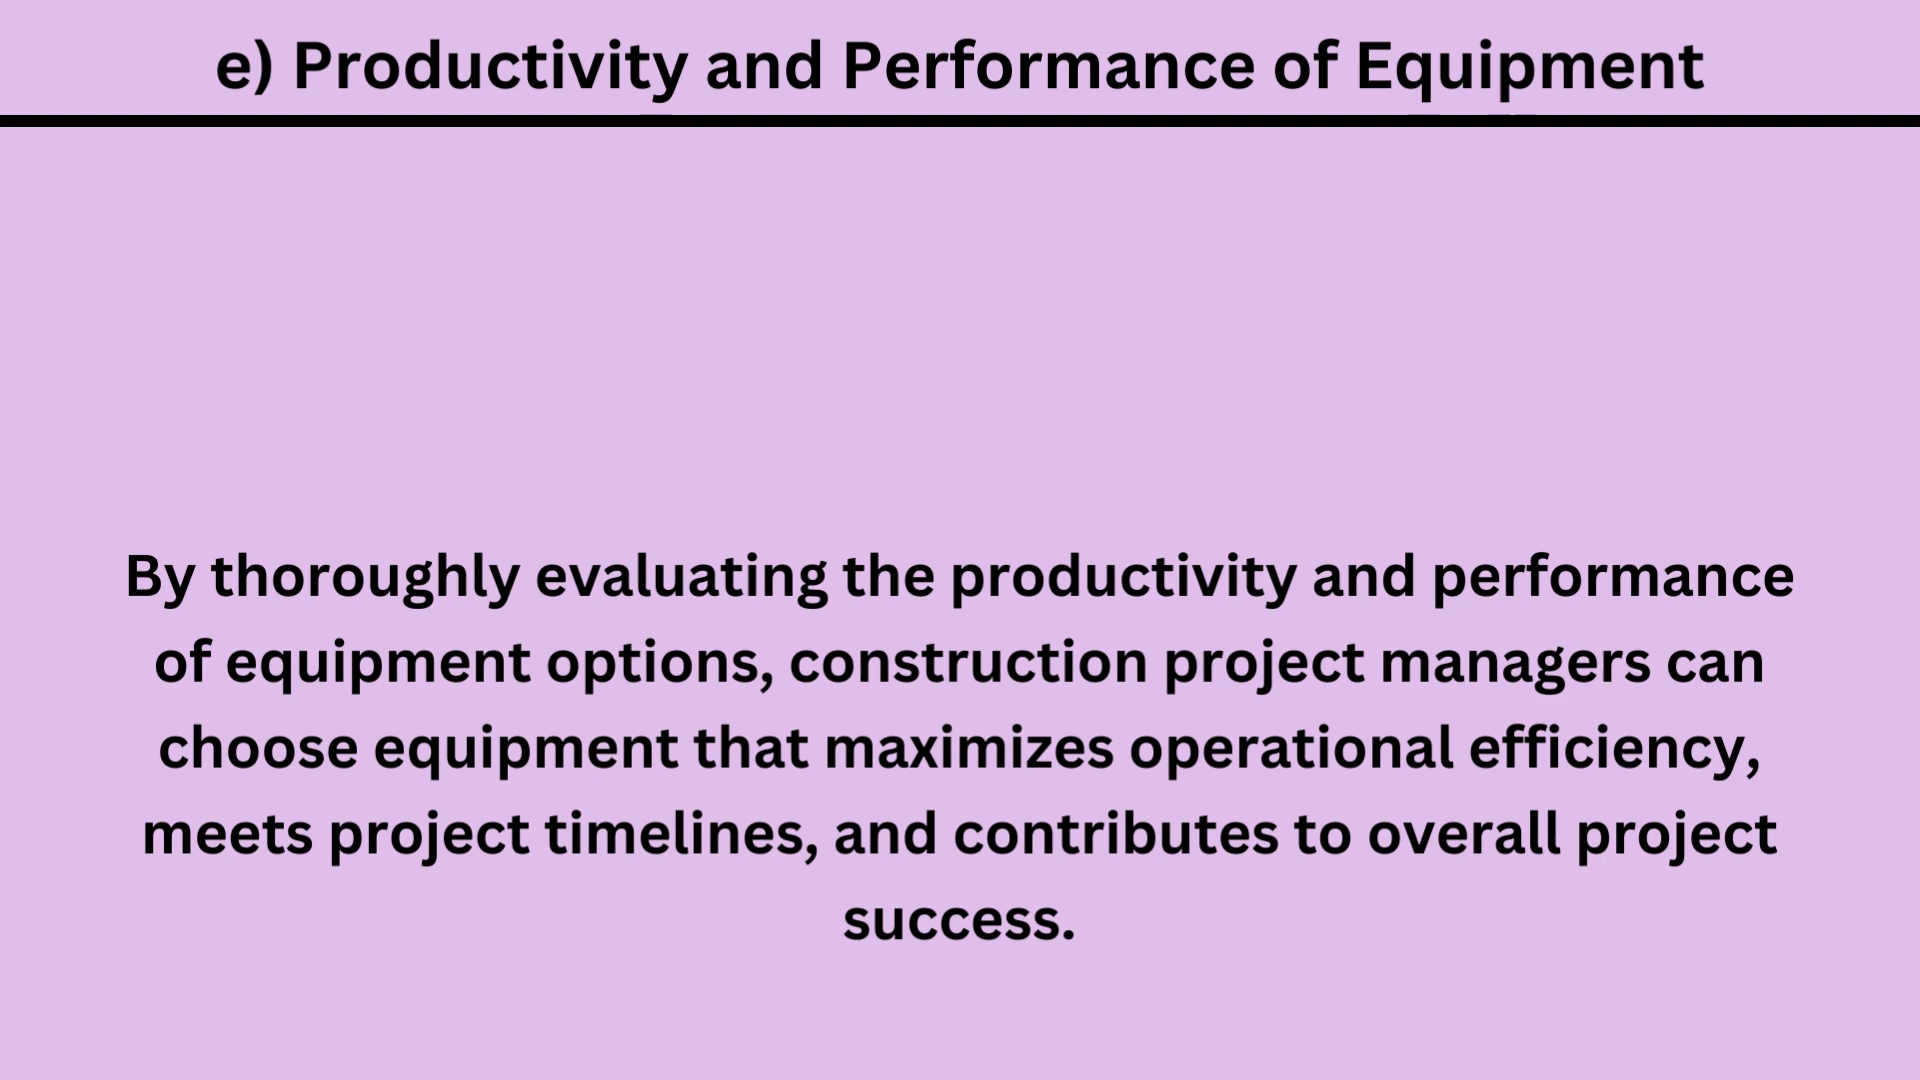 e) Productivity and Performance of Equipment
By thoroughly evaluating the productivity and performance
of equipment options, construction project managers can
choose equipment that maximizes operational efficiency,
meets project timelines, and contributes to overall project
success.